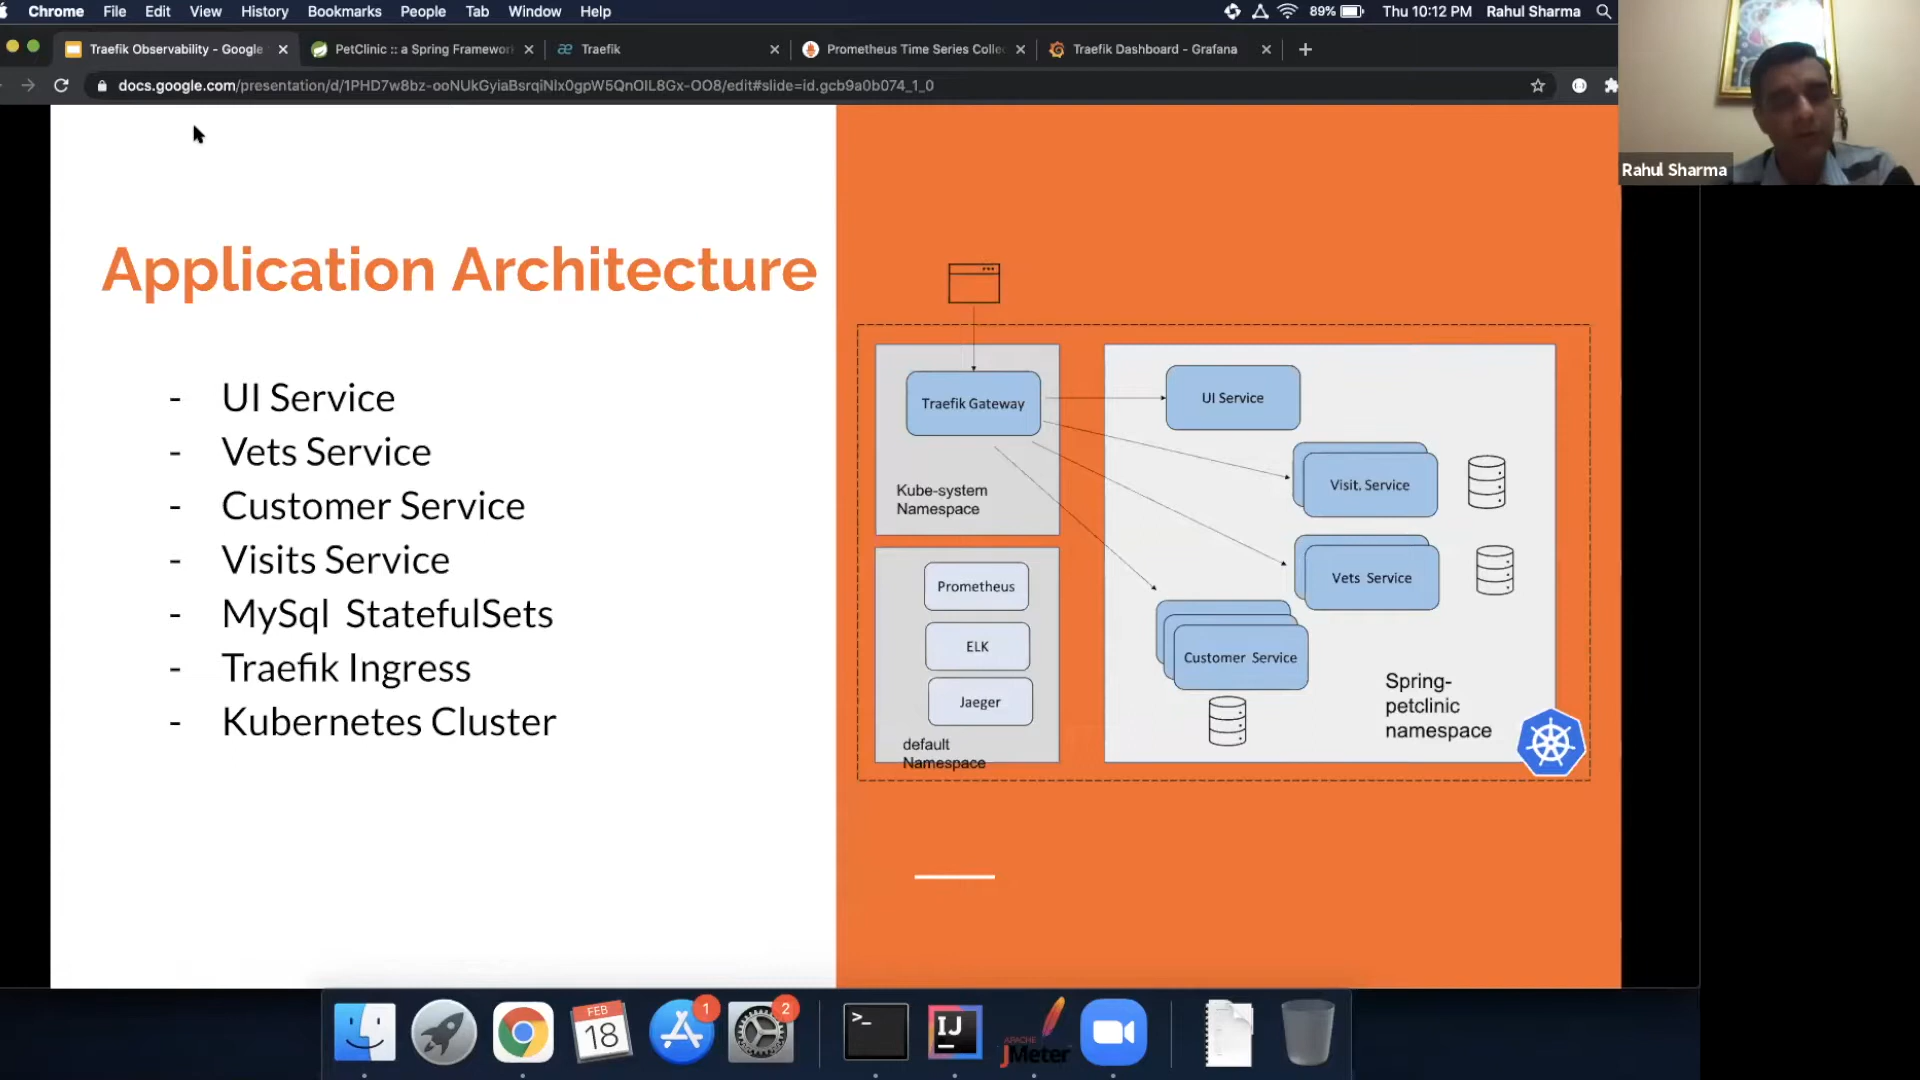 Chrome File Edit View History Bookmarks People Tab Window Help
89% Thu 10:12 PM Rahul Sharma
Traefik Observability - Google
PetClinic :: a Spring Framewor
Traefik
Prometheus Time Series Colle
Traefik Dashboard - Grafana
docs.google.com/presentation/d/1PHD7w8bz-ooNUkGyiaBsrqiNlx0gpW5QnOIL8Gx-OO8/edit#slide=id.gcb9a0b074_1_0
Rahul Sharma
Application Architecture
- UI Service
- Vets Service
- Customer Service
- Visits Service
- MySql StatefulSets
- Traefik Ingress
- Kubernetes Cluster
Traefik Gateway
Kube-system
Namespace
Prometheus
ELK
Jaeger
default
Namespace
UI Service
Visit. Service
Vets Service
Customer Service
Spring-
petclinic
namespace
FEB
18
1
2
>_
IJ
APACHE
JMeter